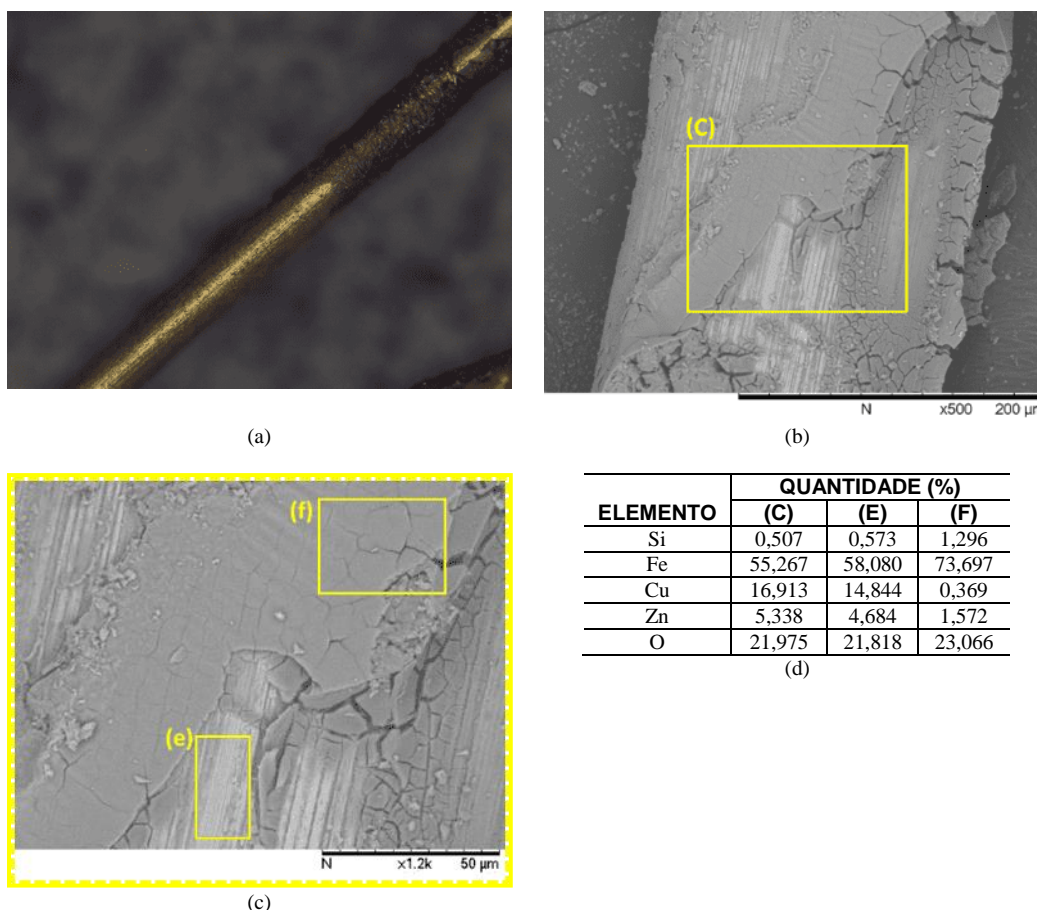 (C)
N x500 200 µm
(a)
(b)
(f)
(e)
N x1.2k 50 µm
(c)
ELEMENTO QUANTIDADE (%)
(C) (E) (F)
Si 0,507 0,573 1,296
Fe 55,267 58,080 73,697
Cu 16,913 14,844 0,369
Zn 5,338 4,684 1,572
O 21,975 21,818 23,066
(d)